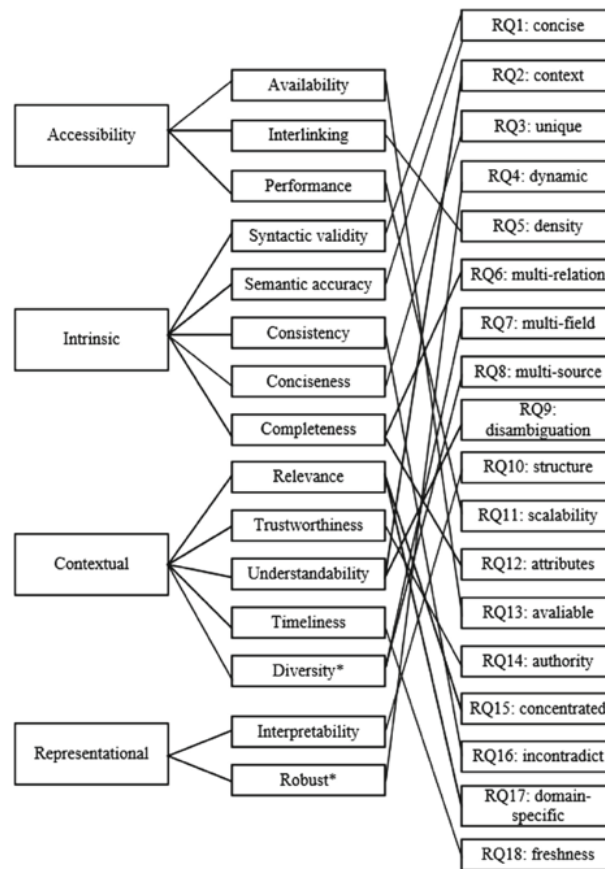 Accessibility
Intrinsic
Contextual
Representational
Availability
Interlinking
Performance
Syntactic validity
Semantic accuracy
Consistency
Conciseness
Completeness
Relevance
Trustworthiness
Understandability
Timeliness
Diversity*
Interpretability
Robust*
RQ1: concise
RQ2: context
RQ3: unique
RQ4: dynamic
RQ5: density
RQ6: multi-relation
RQ7: multi-field
RQ8: multi-source
RQ9:
disambiguation
RQ10: structure
RQ11: scalability
RQ12: attributes
RQ13: avaliable
RQ14: authority
RQ15: concentrated
RQ16: incontradict
RQ17: domain-
specific
RQ18: freshness